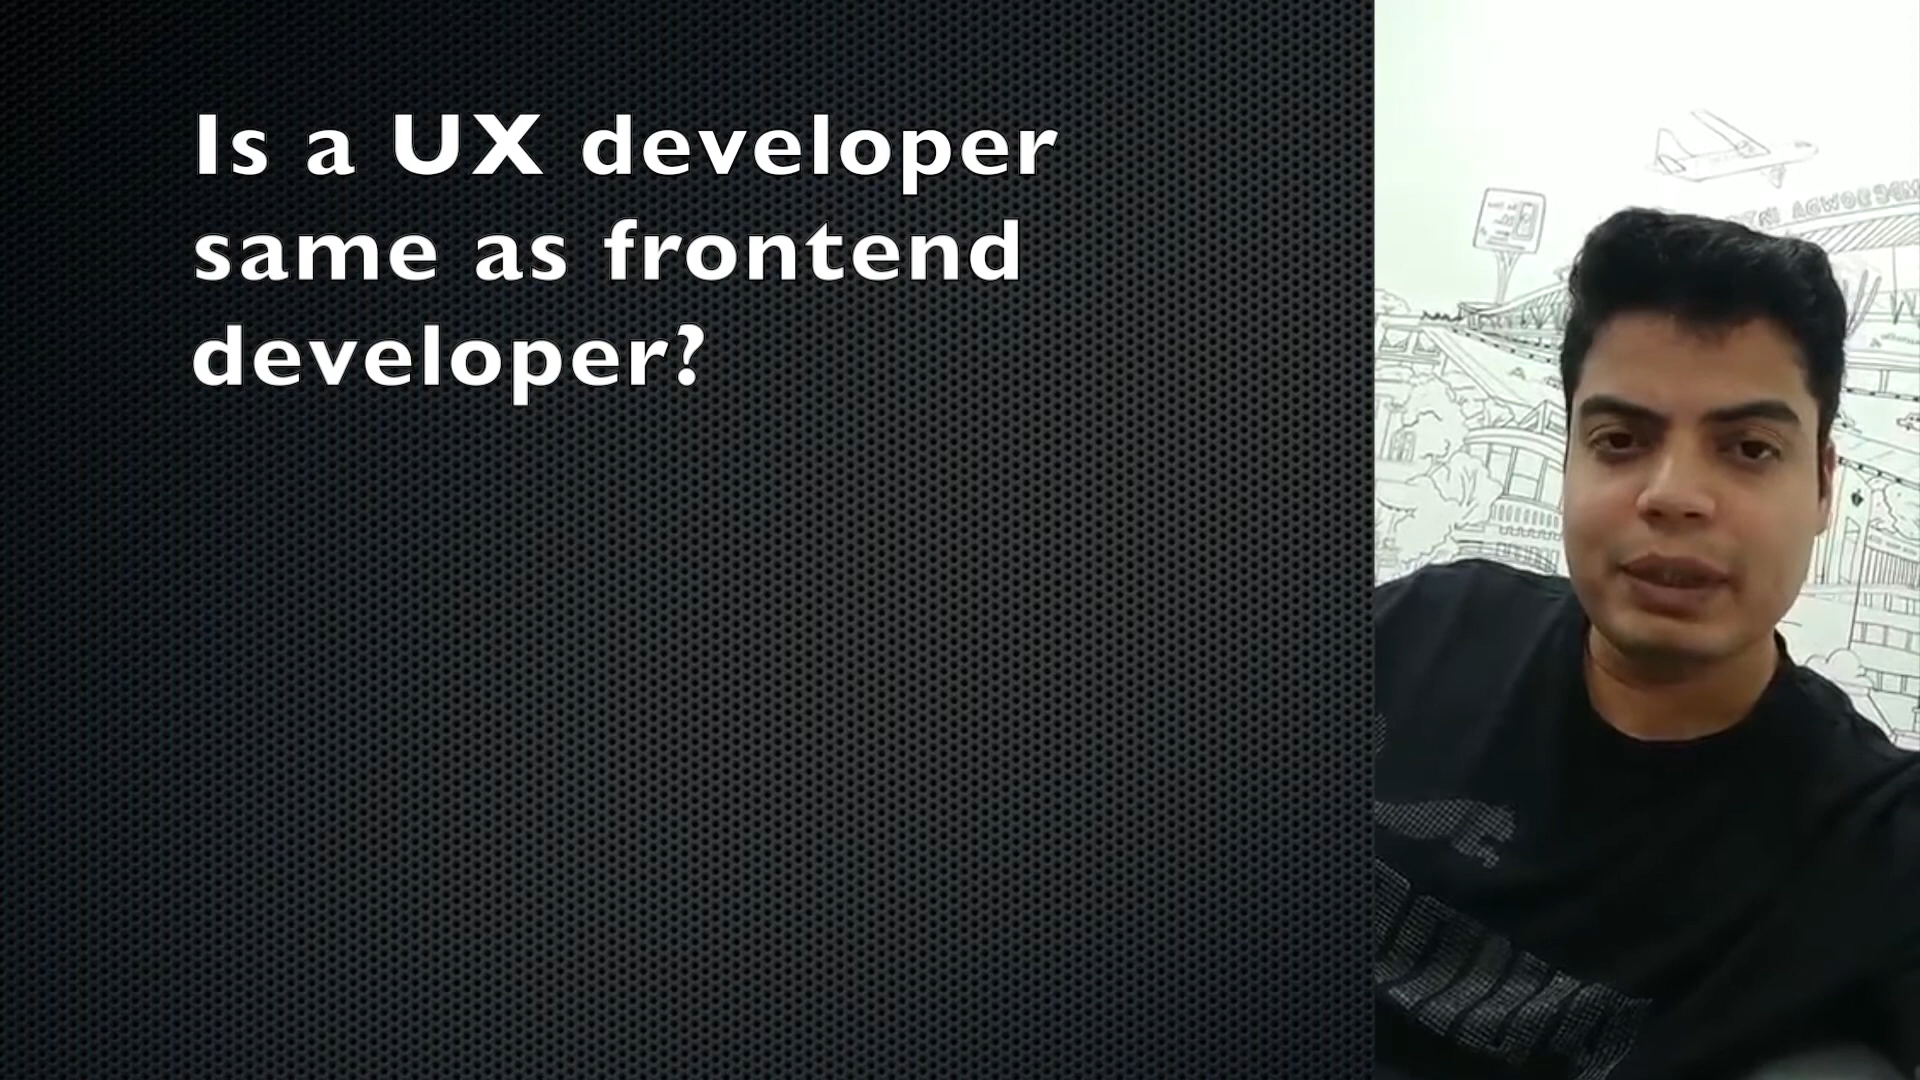 Is a UX developer
same as frontend
developer?